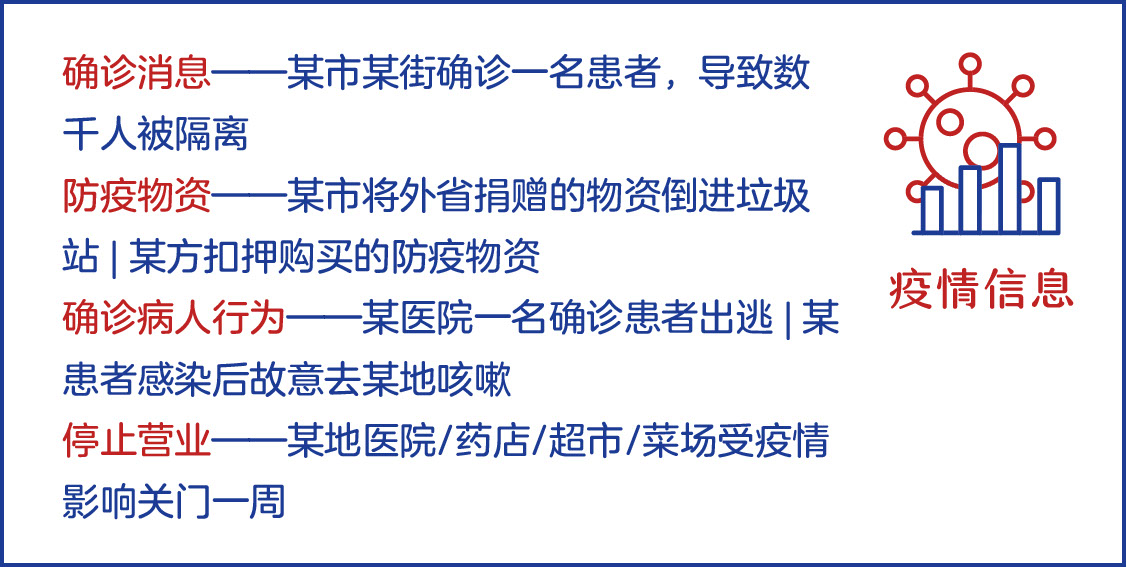 确诊消息——某市某街确诊一名患者，导致数
千人被隔离
防疫物资——某市将外省捐赠的物资倒进垃圾
站 | 某方扣押购买的防疫物资
确诊病人行为——某医院一名确诊患者出逃 | 某
患者感染后故意去某地咳嗽
停止营业——某地医院/药店/超市/菜场受疫情
影响关门一周
疫情信息